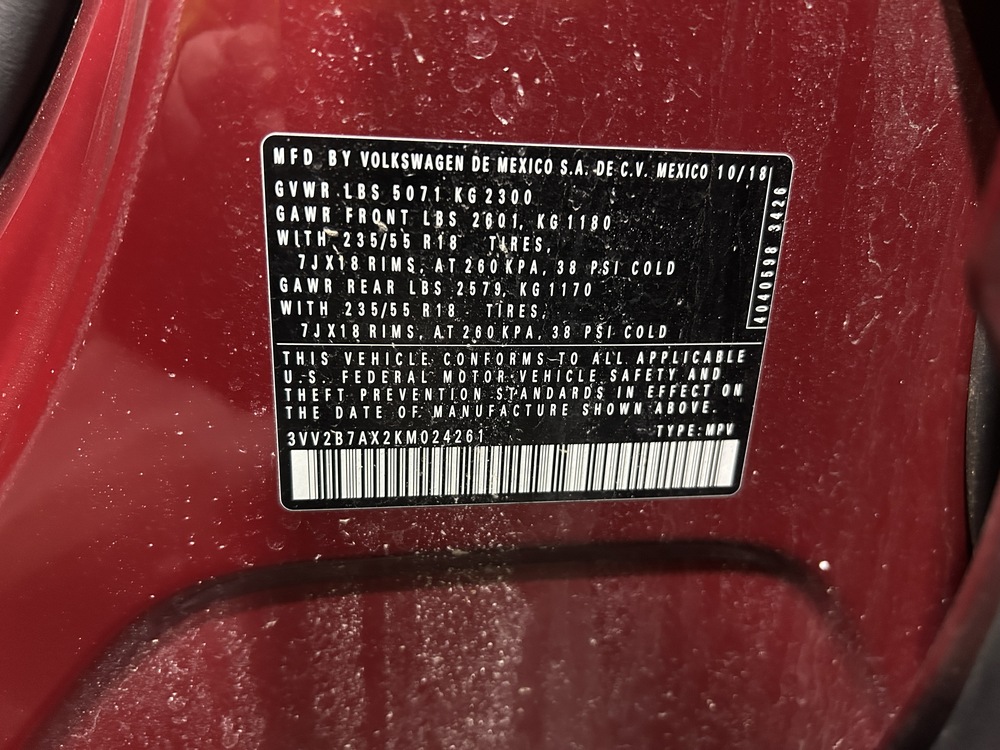 MFD BY VOLKSWAGEN DE MEXICO S.A. DE C.V. MEXICO 10/18
GVWR LBS 5071 KG 2300
GAWR FRONT LBS 2601, KG 1180
WITH 235/55 R18 TIRES,
7JX18 RIMS, AT 260 KPA, 38 PSI COLD
GAWR REAR LBS 2579, KG 1170
WITH 235/55 R18 TIRES,
7JX18 RIMS, AT 260 KPA, 38 PSI COLD
4040598 3426
THIS VEHICLE CONFORMS TO ALL APPLICABLE
U.S. FEDERAL MOTOR VEHICLE SAFETY AND
THEFT PREVENTION STANDARDS IN EFFECT ON
THE DATE OF MANUFACTURE SHOWN ABOVE.
3VV2B7AX2KM024261 TYPE: MPV